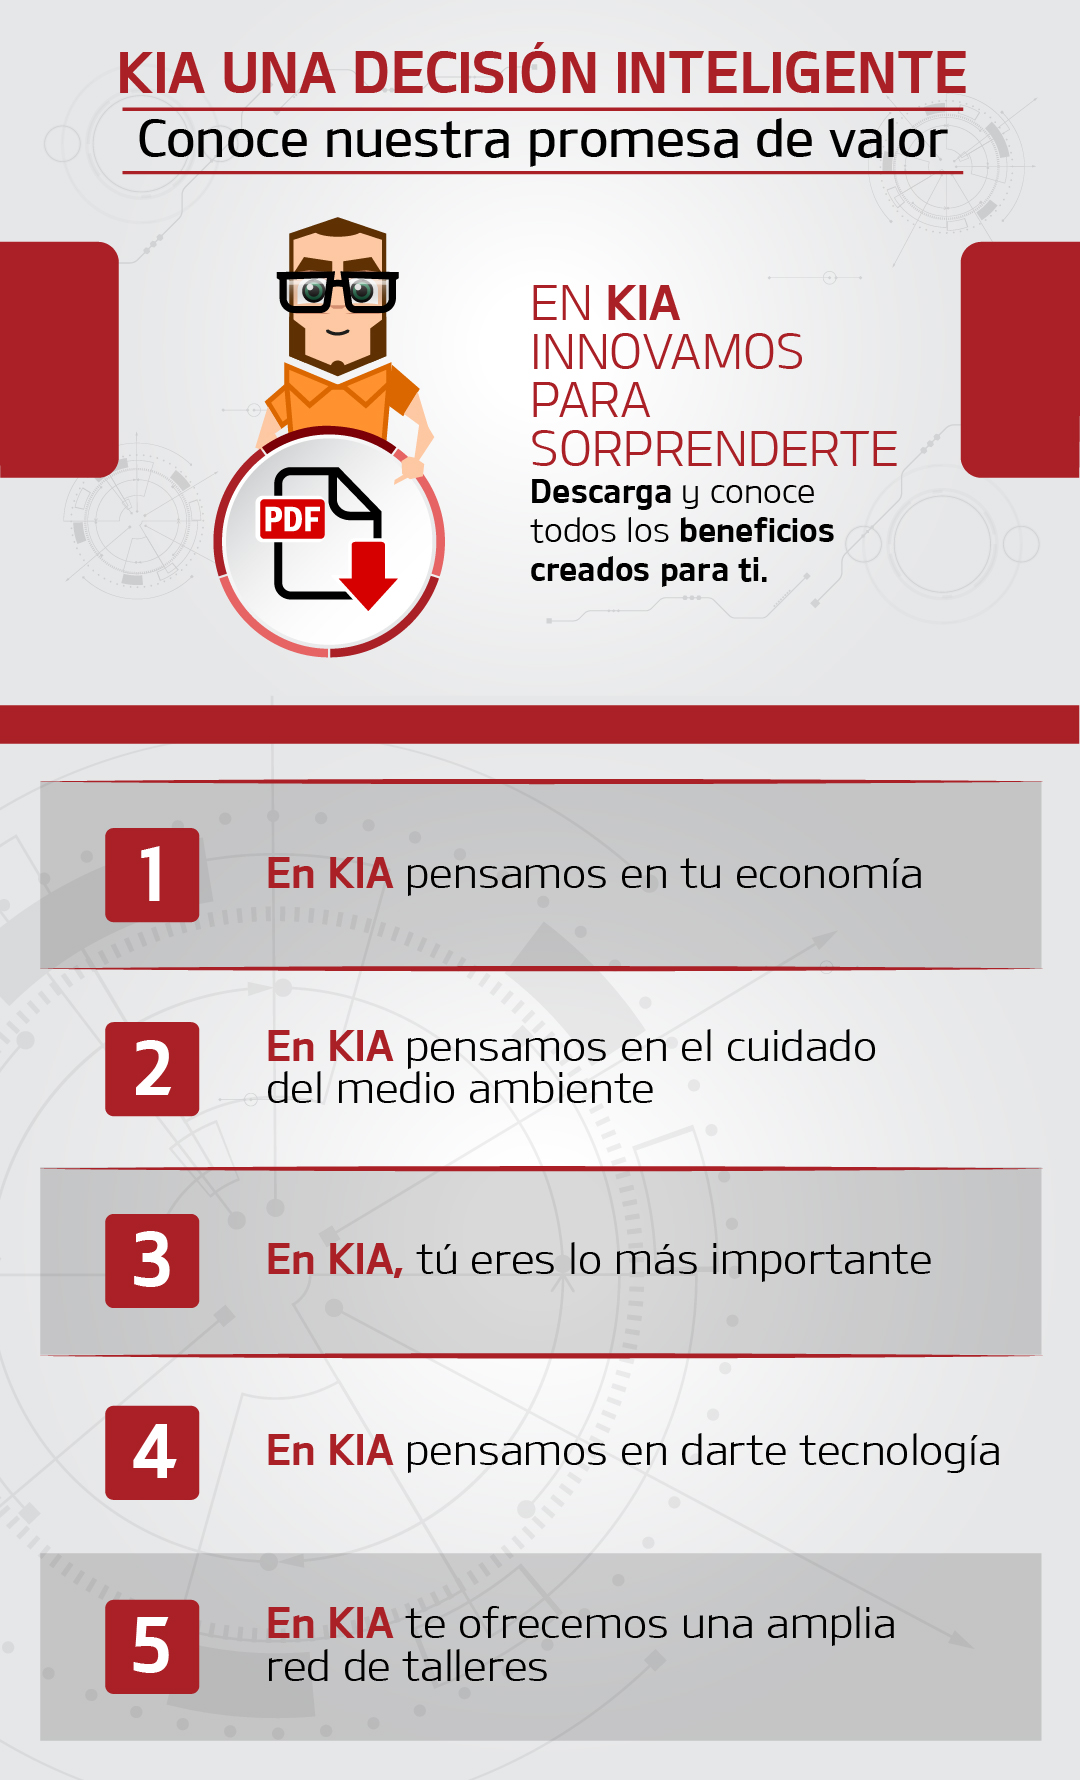 KIA UNA DECISIÓN INTELIGENTE
Conoce nuestra promesa de valor
EN KIA
INNOVAMOS
PARA
SORPRENDERTE
Descarga y conoce
todos los beneficios
creados para ti.
PDF
1
En KIA pensamos en tu economía
2
En KIA pensamos en el cuidado
del medio ambiente
3
En KIA, tú eres lo más importante
4
En KIA pensamos en darte tecnología
5
En KIA te ofrecemos una amplia
red de talleres